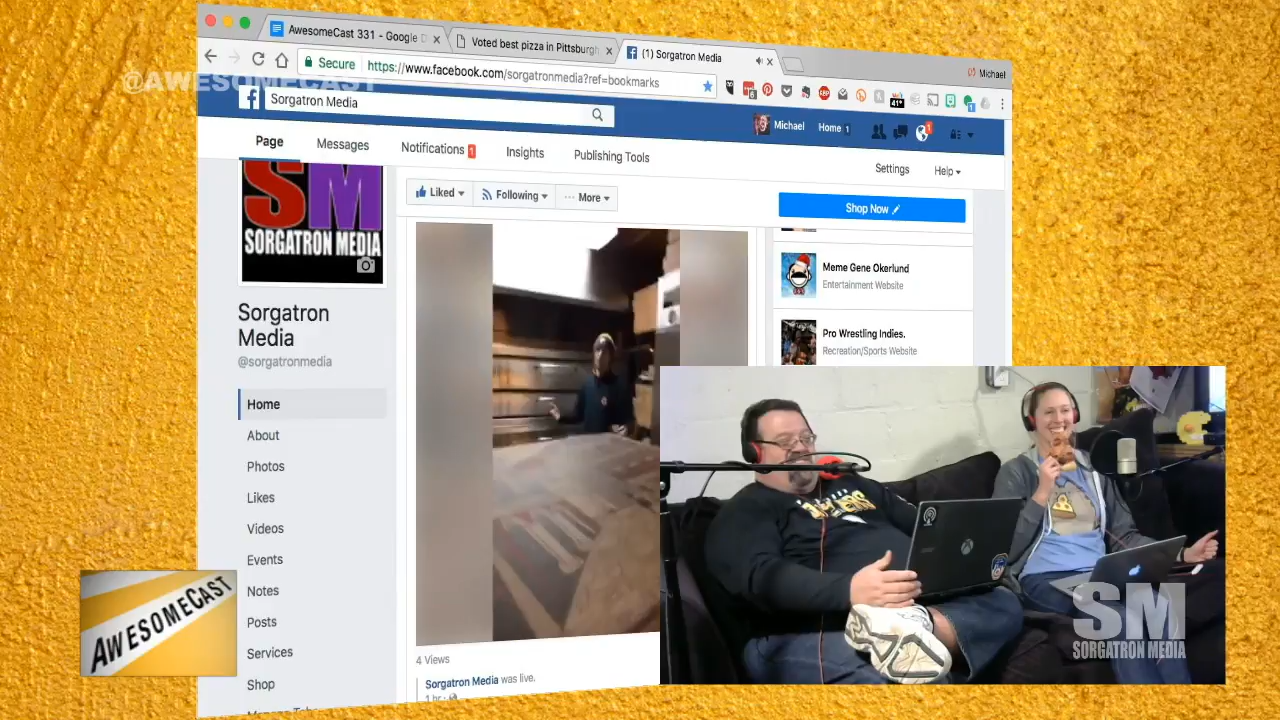 AwesomeCast 331 - Google D
Voted best pizza in Pittsburgh
(1) Sorgatron Media
Michael
Secure
https://www.facebook.com/sorgatronmedia?ref=bookmarks
@AWESOMECAST
Sorgatron Media
Michael
Home 1
1
Page
Messages
Notifications 1
Insights
Publishing Tools
Settings
Help
SM
SORGATRON MEDIA
Liked
Following
More
Shop Now
Sorgatron
Media
@sorgatronmedia
Meme Gene Okerlund
Entertainment Website
Pro Wrestling Indies.
Recreation/Sports Website
Home
About
Photos
Likes
Videos
Events
Notes
Posts
Services
Shop
4 Views
Sorgatron Media was live.
1 hr
AWESOMECAST
SM
SORGATRON MEDIA